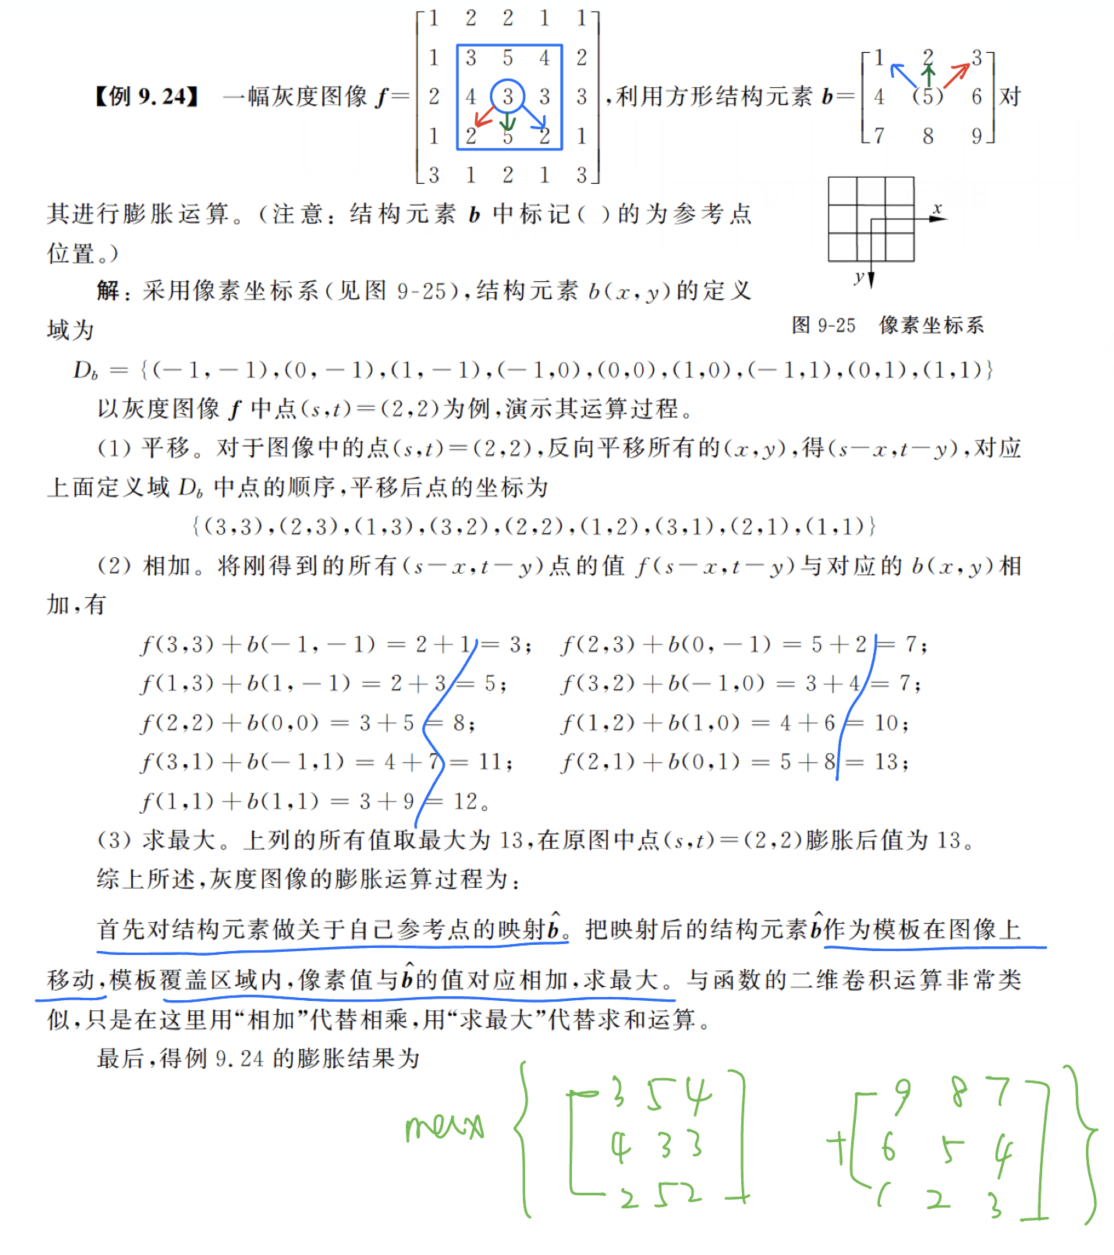 1 2 2 1 1
1 3 5 4 2
【例 9.24】 一幅灰度图像 f= 2 4 3 3 3 ,利用方形结构元素 b= 1 2 3 4 (5) 6 7 8 9 对
1 2 5 2 1
3 1 2 1 3
其进行膨胀运算。(注意: 结构元素 b 中标记( )的为参考点
位置。)
x
y
图 9-25 像素坐标系
解: 采用像素坐标系(见图 9-25),结构元素 b(x,y)的定义
域为
D_b = {(−1,−1),(0,−1),(1,−1),(−1,0),(0,0),(1,0),(−1,1),(0,1),(1,1)}
以灰度图像 f 中点(s,t)=(2,2)为例,演示其运算过程。
(1) 平移。对于图像中的点(s,t)=(2,2),反向平移所有的(x,y),得(s−x,t−y),对应
上面定义域 D_b 中点的顺序,平移后点的坐标为
{(3,3),(2,3),(1,3),(3,2),(2,2),(1,2),(3,1),(2,1),(1,1)}
(2) 相加。将刚得到的所有(s−x,t−y)点的值 f(s−x,t−y)与对应的 b(x,y)相
加,有
f(3,3)+b(−1,−1) = 2+1 = 3; f(2,3)+b(0,−1) = 5+2 = 7;
f(1,3)+b(1,−1) = 2+3 = 5; f(3,2)+b(−1,0) = 3+4 = 7;
f(2,2)+b(0,0) = 3+5 = 8; f(1,2)+b(1,0) = 4+6 = 10;
f(3,1)+b(−1,1) = 4+7 = 11; f(2,1)+b(0,1) = 5+8 = 13;
f(1,1)+b(1,1) = 3+9 = 12。
(3) 求最大。上列的所有值取最大为 13,在原图中点(s,t)=(2,2)膨胀后值为 13。
综上所述,灰度图像的膨胀运算过程为:
首先对结构元素做关于自己参考点的映射b̂。把映射后的结构元素b̂作为模板在图像上
移动,模板覆盖区域内,像素值与b̂的值对应相加,求最大。与函数的二维卷积运算非常类
似,只是在这里用“相加”代替相乘,用“求最大”代替求和运算。
最后,得例 9.24 的膨胀结果为
3 5 4 9 8 7
max { 4 3 3 + 6 5 4 }
2 5 2 1 2 3